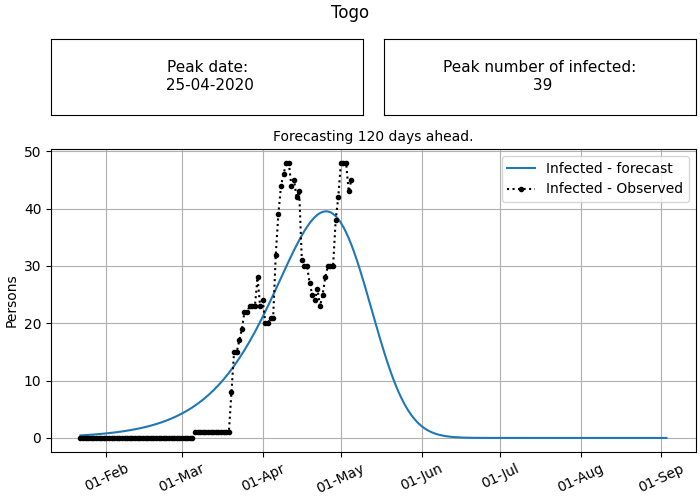 Togo
Peak date:
25-04-2020
Peak number of infected:
39
Forecasting 120 days ahead.
Infected - forecast
Infected - Observed
Persons
50
40
30
20
10
0
01-Feb
01-Mar
01-Apr
01-May
01-Jun
01-Jul
01-Aug
01-Sep